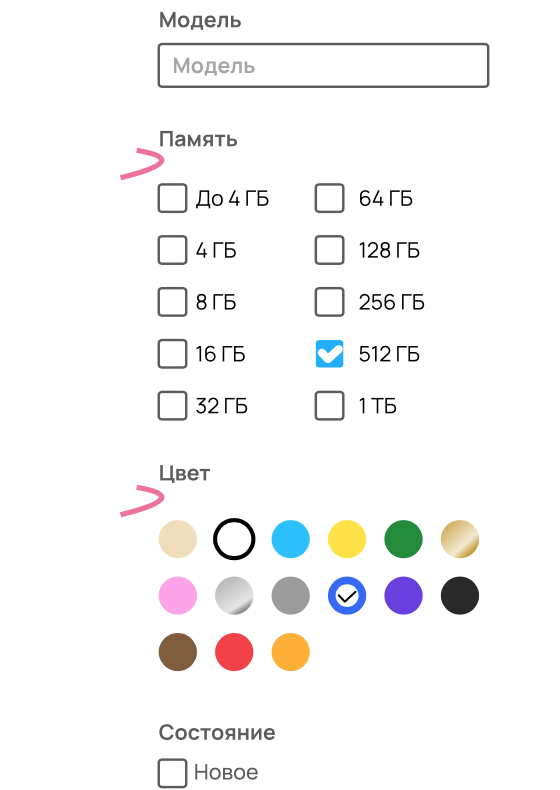 Модель
Модель
Память
До 4 ГБ
64 ГБ
4 ГБ
128 ГБ
8 ГБ
256 ГБ
16 ГБ
512 ГБ
32 ГБ
1 ТБ
Цвет
Состояние
Новое